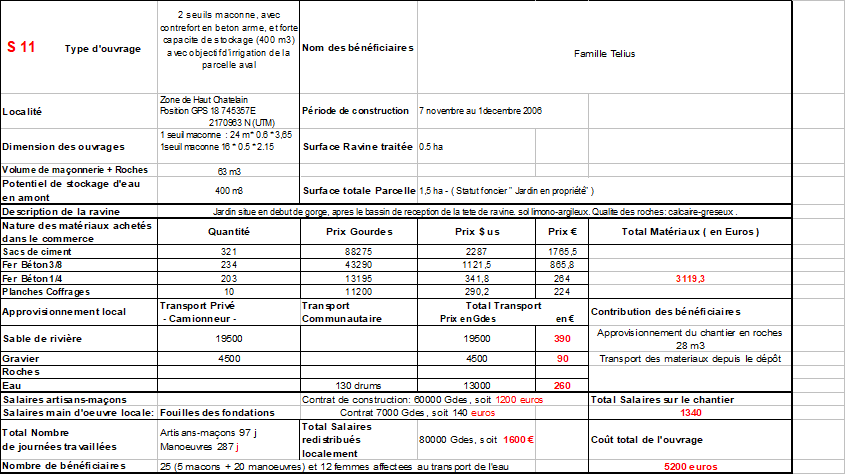 S 11
Type d'ouvrage
2 seuils maconne, avec
contrefort en beton arme, et forte
capacite de stockage (400 m3)
avec objectif d'irrigation de la
parcelle aval
Nom des bénéficiaires
Famille Telius
Localité
Zone de Haut Chatelain
Position GPS 18 745357E
2170963 N (UTM)
Période de construction
7 novembre au 1decembre 2006
Dimension des ouvrages
1 seuil maconne : 24 m* 0.6 *3,65
1seuil maconne 16 * 0.5 * 2.15
Surface Ravine traitée
0.5 ha
Volume de maçonnerie + Roches
63 m3
Potentiel de stockage d'eau
en amont
400 m3
Surface totale Parcelle
1,5 ha - ( Statut foncier " Jardin en propriété" )
Description de la ravine
Jardin situe en debut de gorge, apres le bassin de reception de la tete de ravine. sol limono-argileux. Qualite des roches: calcaire-greseux .
Nature des matériaux achetés
dans le commerce
Quantité
Prix Gourdes
Prix $ us
Prix €
Total Matériaux ( en Euros )
Sacs de ciment
321
88275
2287
1765,5
Fer Béton 3/8
234
43290
1121,5
865,8
Fer Béton 1/4
203
13195
341,8
264
3119,3
Planches Coffrages
10
11200
290,2
224
Approvisionnement local
Transport Privé
- Camionneur -
Transport
Communautaire
Total Transport
Prix en Gdes
en €
Contribution des bénéficiaires
Sable de rivière
19500
19500
390
Approvisionnement du chantier en roches
28 m3
Gravier
4500
4500
90
Transport des materiaux depuis le dépôt
Roches
Eau
130 drums
13000
260
Salaires artisans-maçons
Contrat de construction: 60000 Gdes, soit 1200 euros
Total Salaires sur le chantier
Salaires main d'oeuvre locale:
Fouilles des fondations
Contrat 7000 Gdes, soit 140 euros
1340
Total Nombre
de journées travaillées
Artisans-maçons 97 j
Manoeuvres 287 j
Total Salaires
redistribués
localement
80000 Gdes, soit 1600 €
Coût total de l'ouvrage
Nombre de bénéficiaires
25 (5 macons + 20 manoeuvres) et 12 femmes affectees au transport de l'eau
5200 euros